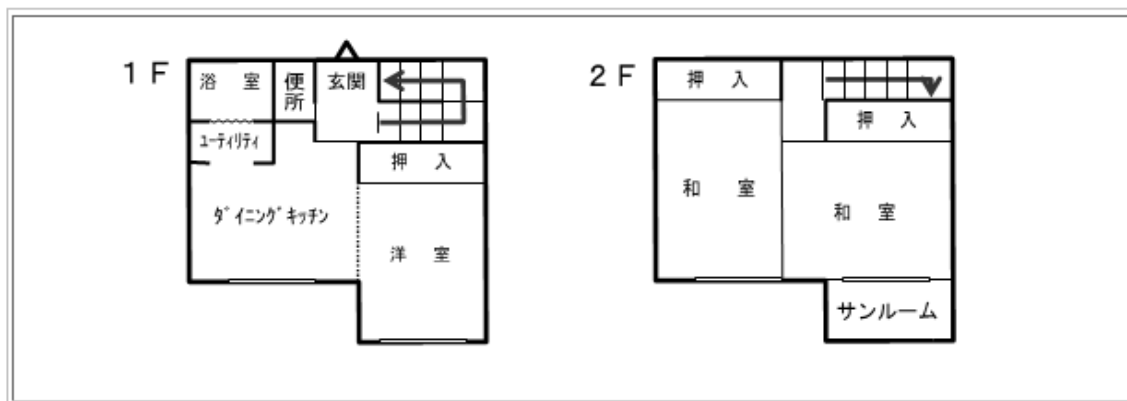 １Ｆ
浴　室
便所
玄関
ﾕｰﾃｨﾘﾃｨ
押　入
ﾀﾞｲﾆﾝｸﾞｷｯﾁﾝ
洋　室
２Ｆ
押　入
押　入
和　室
和　室
サンルーム